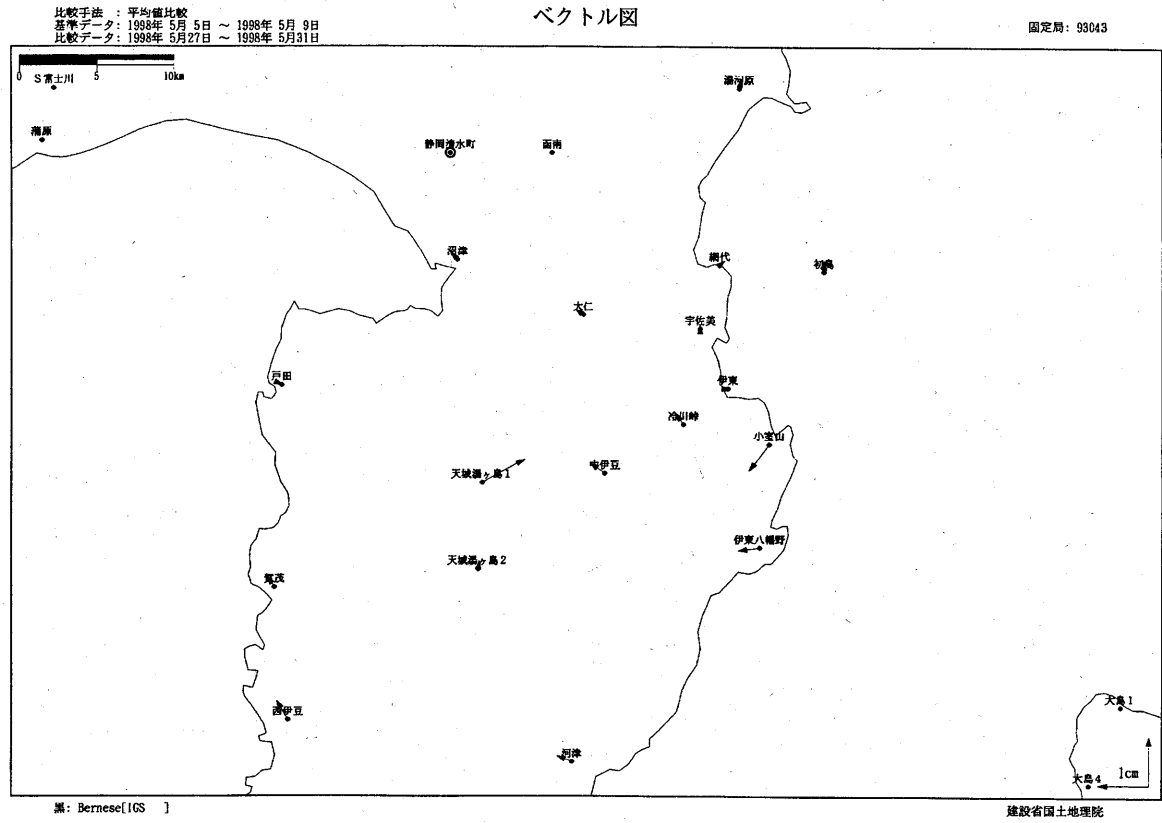 ベクトル図
比較手法 : 平均値比較
基準データ: 1998年 5月 5日 ~ 1998年 5月 9日
比較データ: 1998年 5月27日 ~ 1998年 5月31日
固定局: 93043
0 5 10km
S富士川
湯河原
蒲原
静岡清水町
函南
沼津
網代
初島
大仁
宇佐美
戸田
伊東
冷川峠
小室山
天城湯ヶ島1
中伊豆
伊東八幡野
天城湯ヶ島2
賀茂
大島1
西伊豆
河津
1cm
大島4
黒: Bernese[IGS ]
建設省国土地理院